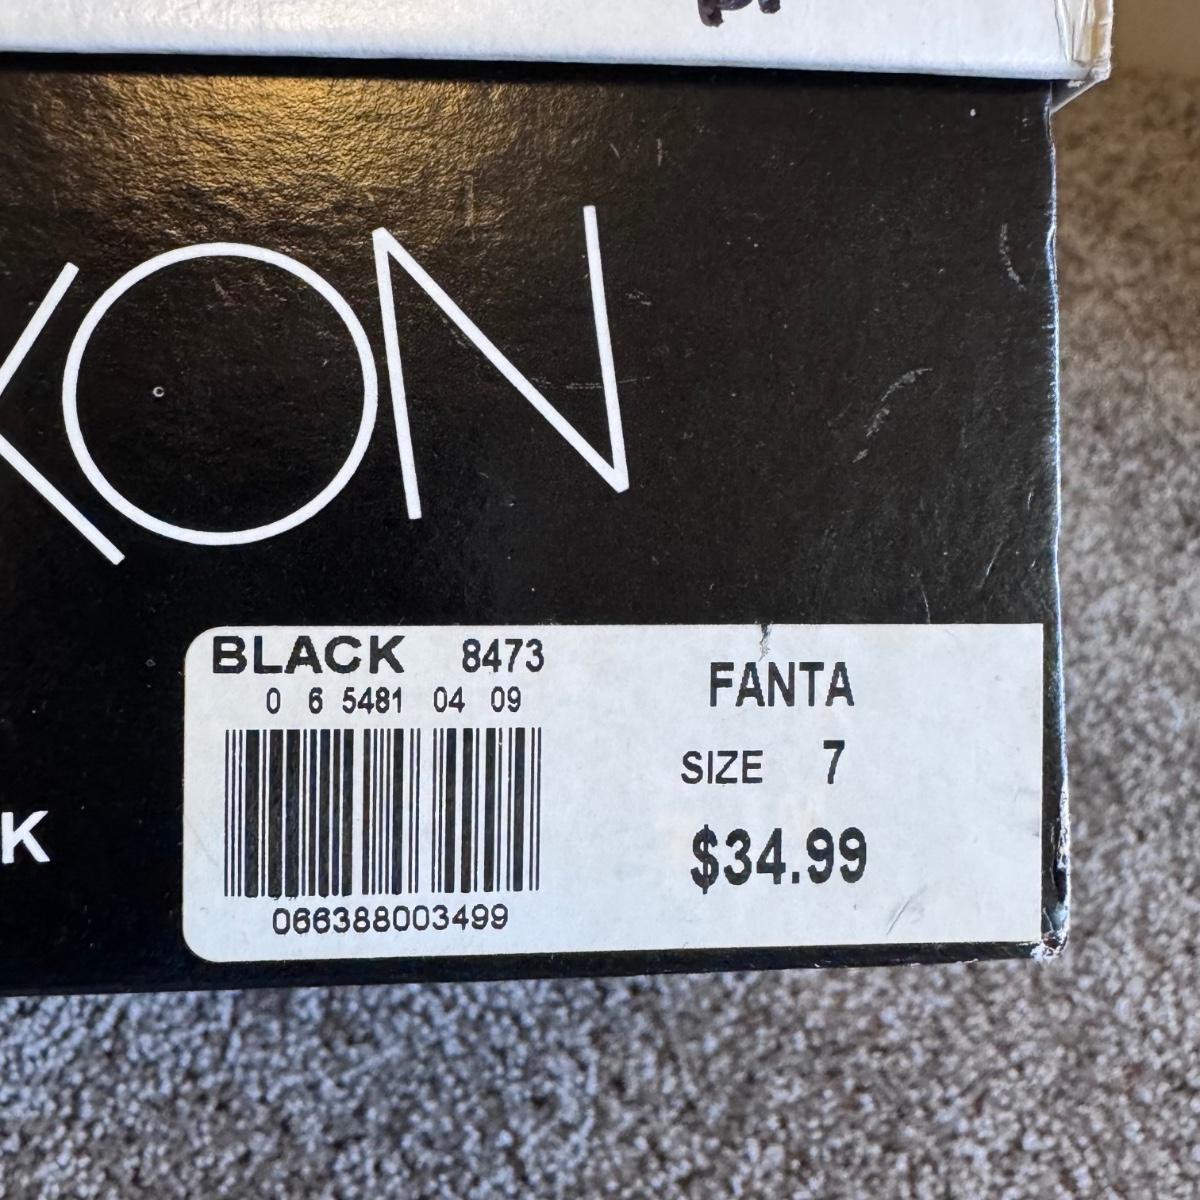 KON
BLACK 8473
0 6 5481 04 09
066388003499
FANTA
SIZE 7
$34.99
K